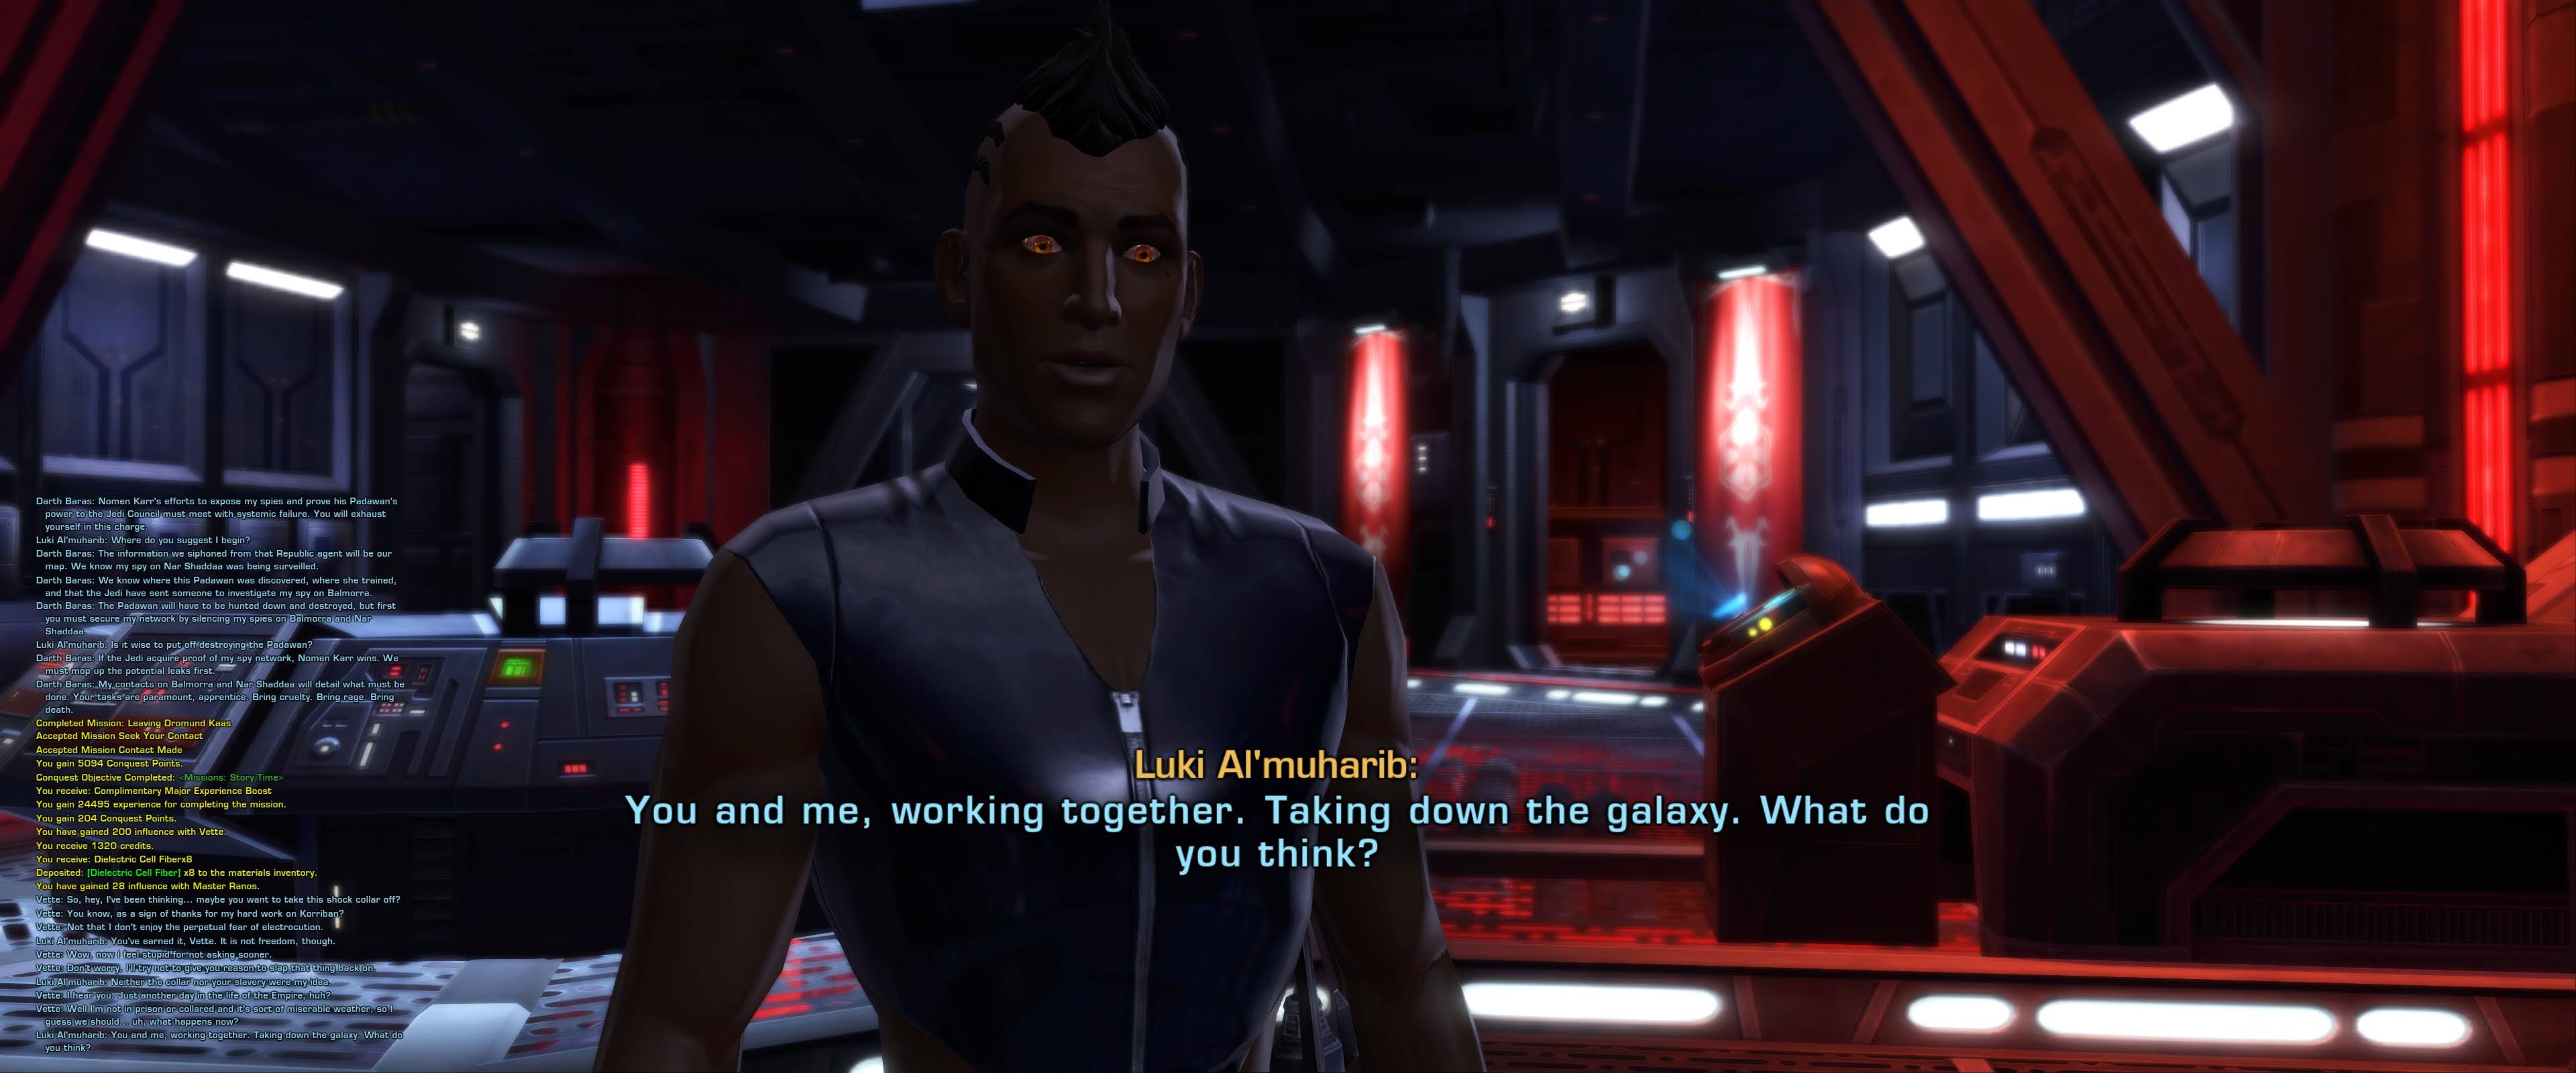 Darth Baras: Nomen Karr's efforts to expose my spies and prove his Padawan's
power to the Jedi Council must meet with systemic failure. You will exhaust
yourself in this charge.
Luki Al'muharib: Where do you suggest I begin?
Darth Baras: The information we siphoned from that Republic agent will be our
map. We know my spy on Nar Shaddaa was being surveilled.
Darth Baras: We know where this Padawan was discovered, where she trained,
and that the Jedi have sent someone to investigate my spy on Balmorra.
Darth Baras: The Padawan will have to be hunted down and destroyed, but first
you must secure my network by silencing my spies on Balmorra and Nar
Shaddaa.
Luki Al'muharib: Is it wise to put off destroying the Padawan?
Darth Baras: If the Jedi acquire proof of my spy network, Nomen Karr wins. We
must mop up the potential leaks first.
Darth Baras: My contacts on Balmorra and Nar Shaddaa will detail what must be
done. Your tasks are paramount, apprentice. Bring cruelty. Bring rage. Bring
death.
Completed Mission: Leaving Dromund Kaas
Accepted Mission Seek Your Contact
Accepted Mission Contact Made
You gain 5094 Conquest Points.
Conquest Objective Completed: <Missions: Story Time>
You receive: Complimentary Major Experience Boost
You gain 24495 experience for completing the mission.
You gain 204 Conquest Points.
You have gained 200 influence with Vette.
You receive 1320 credits.
You receive: Dielectric Cell Fiberx8
Deposited: [Dielectric Cell Fiber] x8 to the materials inventory.
You have gained 28 influence with Master Ranos.
Vette: So, hey, I've been thinking... maybe you want to take this shock collar off?
Vette: You know, as a sign of thanks for my hard work on Korriban?
Vette: Not that I don't enjoy the perpetual fear of electrocution.
Luki Al'muharib: You've earned it, Vette. It is not freedom, though.
Vette: Wow, now I feel stupid for not asking sooner.
Vette: Don't worry. I'll try not to give you reason to slap that thing back on.
Luki Al'muharib: Neither the collar nor your slavery were my idea.
Vette: I hear you. Just another day in the life of the Empire, huh?
Vette: Well I'm not in prison or collared and it's sort of miserable weather, so I
guess we should... uh, what happens now?
Luki Al'muharib: You and me, working together. Taking down the galaxy. What do
you think?
Luki Al'muharib:
You and me, working together. Taking down the galaxy. What do
you think?